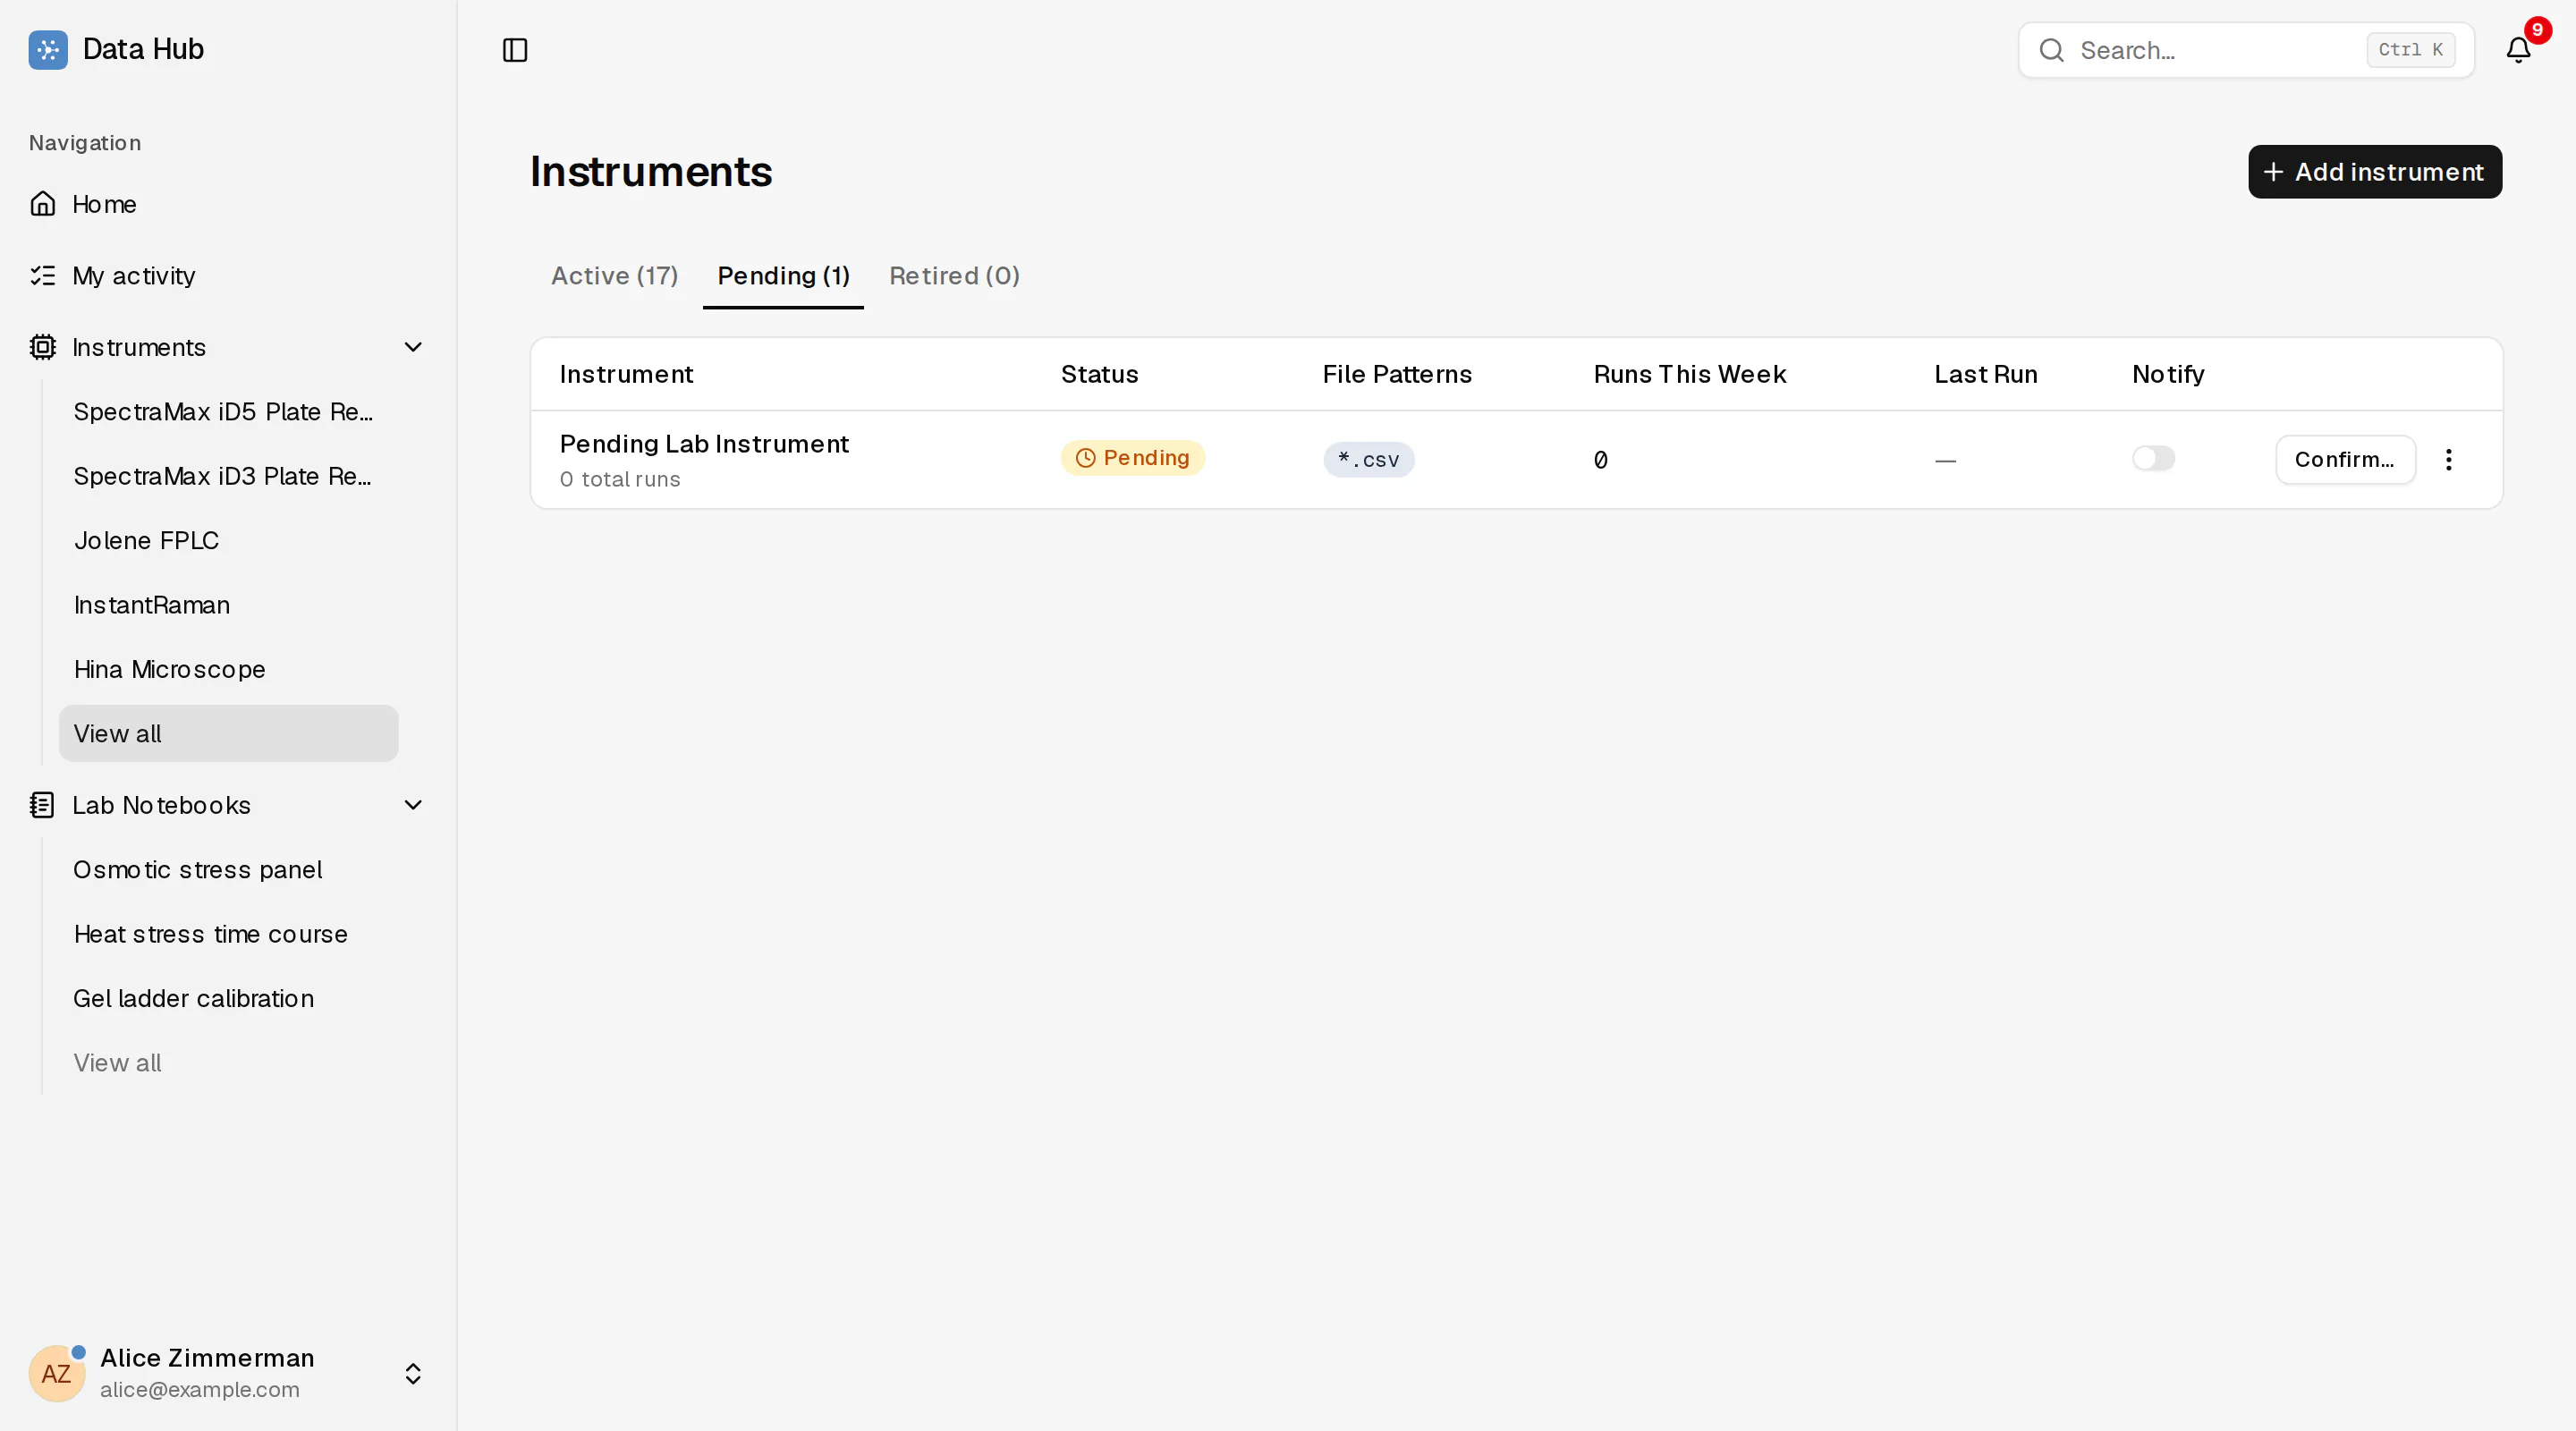 Data Hub
Search...
Ctrl K
9
Navigation
Home
My activity
Instruments
SpectraMax iD5 Plate Re...
SpectraMax iD3 Plate Re...
Jolene FPLC
InstantRaman
Hina Microscope
View all
Lab Notebooks
Osmotic stress panel
Heat stress time course
Gel ladder calibration
View all
AZ
Alice Zimmerman
alice@example.com
Instruments
+ Add instrument
Active (17)
Pending (1)
Retired (0)
Instrument Status File Patterns Runs This Week Last Run Notify
Pending Lab Instrument
0 total runs
Pending
*.csv
0
—
Confirm...